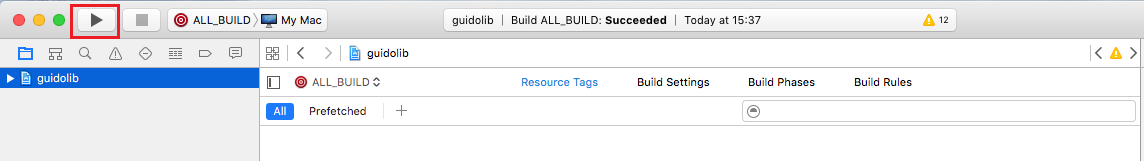 ALL_BUILD My Mac guidolib | Build ALL_BUILD: Succeeded | Today at 15:37 12
guidolib
guidolib
ALL_BUILD Resource Tags Build Settings Build Phases Build Rules
All Prefetched +